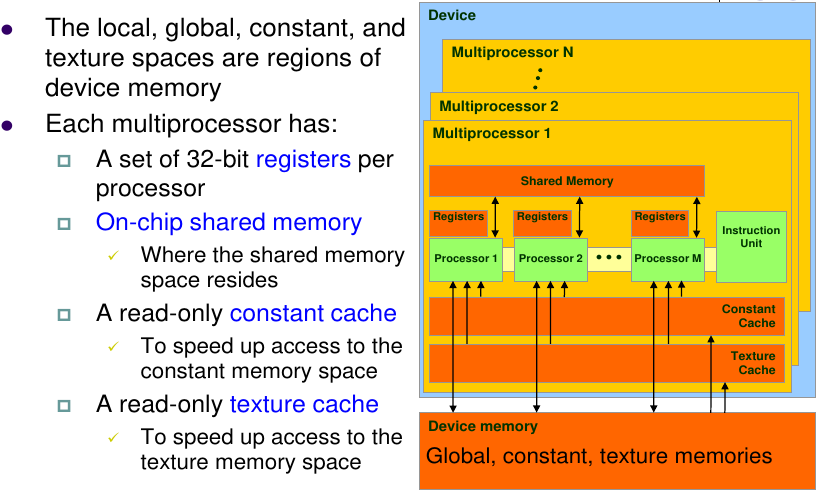 The local, global, constant, and
texture spaces are regions of
device memory
Each multiprocessor has:
A set of 32-bit registers per
processor
On-chip shared memory
Where the shared memory
space resides
A read-only constant cache
To speed up access to the
constant memory space
A read-only texture cache
To speed up access to the
texture memory space
Device
Multiprocessor N
Multiprocessor 2
Multiprocessor 1
Shared Memory
Registers
Registers
Registers
Instruction
Unit
Processor 1
Processor 2
Processor M
Constant
Cache
Texture
Cache
Device memory
Global, constant, texture memories